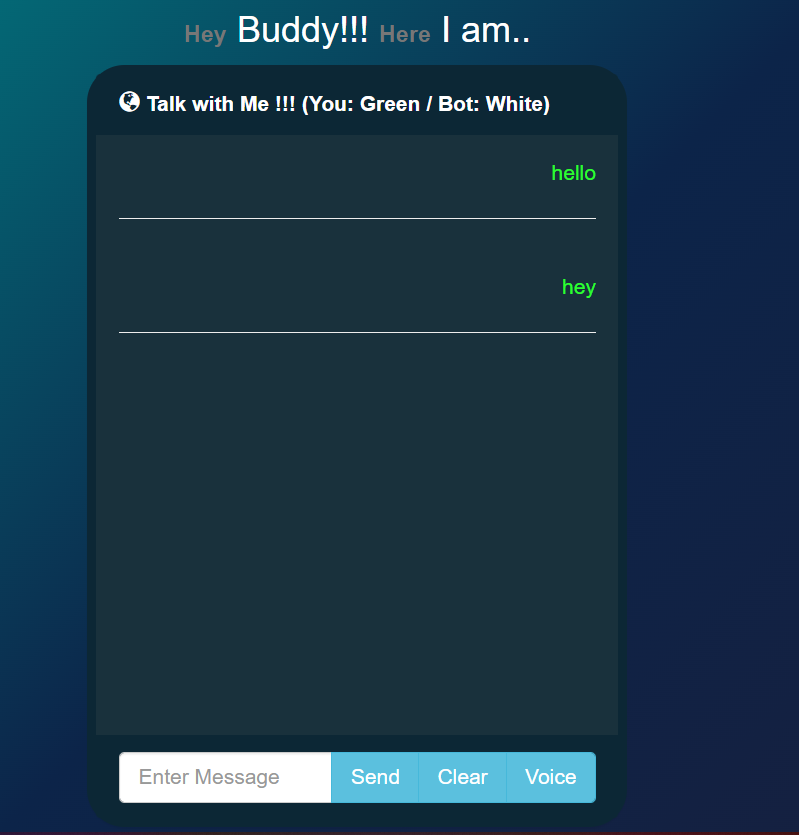 Hey Buddy!!! Here I am..
Talk with Me !!! (You: Green / Bot: White)
hello
hey
Enter Message Send Clear Voice